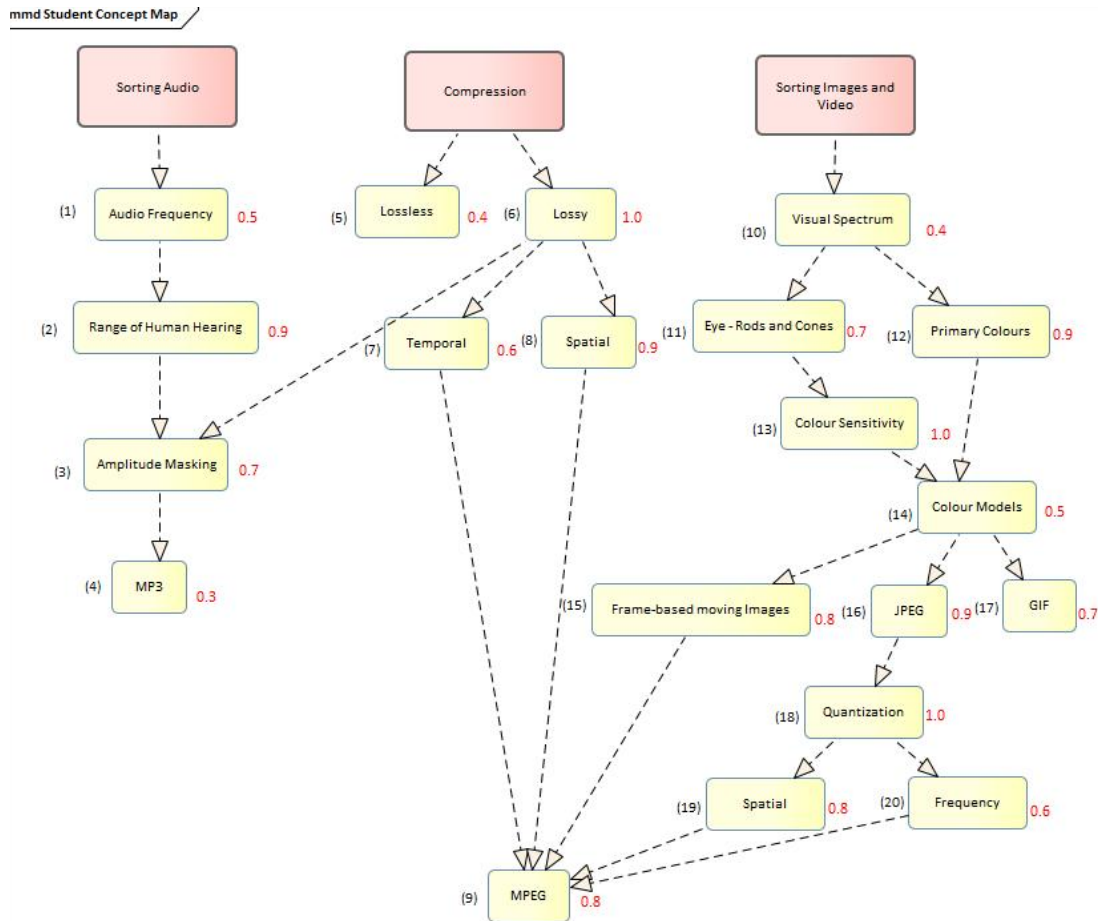 mmd Student Concept Map
Sorting Audio
Compression
Sorting Images and
Video
(1)
Audio Frequency
0.5
(5)
Lossless
0.4
(6)
Lossy
1.0
(10)
Visual Spectrum
0.4
(2)
Range of Human Hearing
0.9
(7)
Temporal
0.6
(8)
Spatial
0.9
(11)
Eye - Rods and Cones
0.7
(12)
Primary Colours
0.9
(13)
Colour Sensitivity
1.0
(3)
Amplitude Masking
0.7
(14)
Colour Models
0.5
(4)
MP3
0.3
(15)
Frame-based moving Images
0.8
(16)
JPEG
0.9
(17)
GIF
0.7
(18)
Quantization
1.0
(19)
Spatial
0.8
(20)
Frequency
0.6
(9)
MPEG
0.8